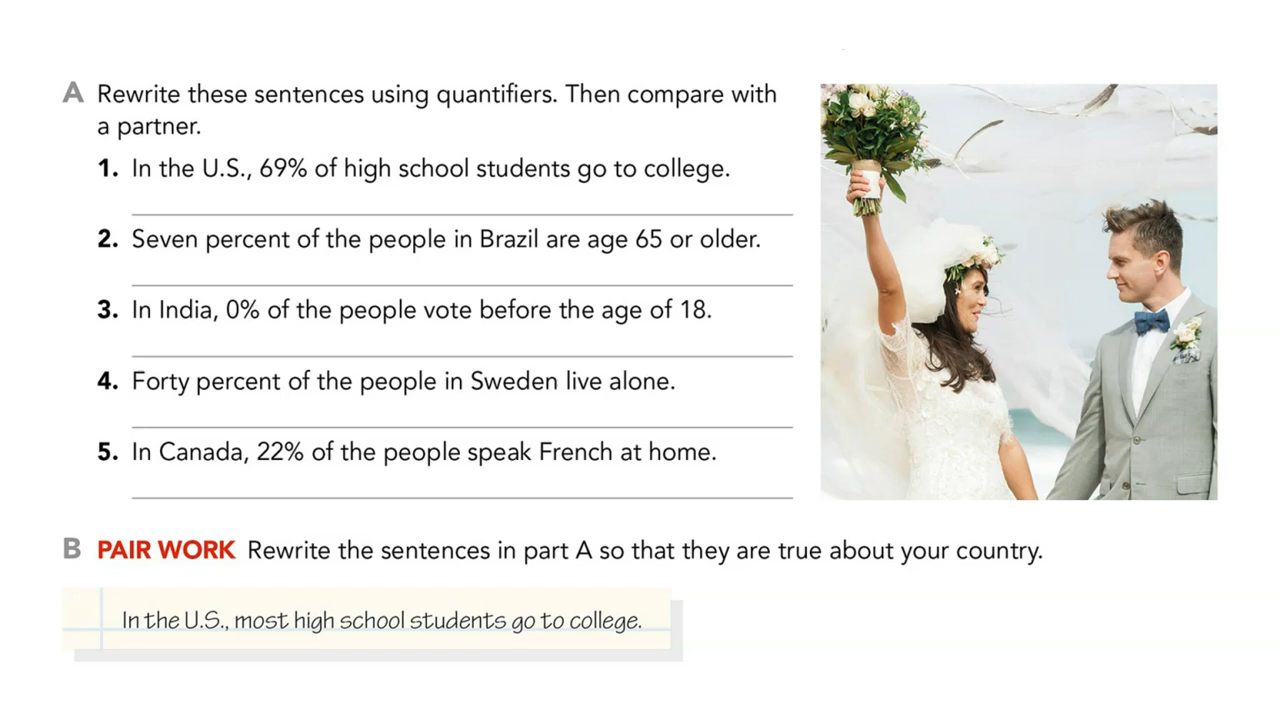 A Rewrite these sentences using quantifiers. Then compare with
a partner.
1. In the U.S., 69% of high school students go to college.
2. Seven percent of the people in Brazil are age 65 or older.
3. In India, 0% of the people vote before the age of 18.
4. Forty percent of the people in Sweden live alone.
5. In Canada, 22% of the people speak French at home.
B PAIR WORK Rewrite the sentences in part A so that they are true about your country.
In the U.S., most high school students go to college.